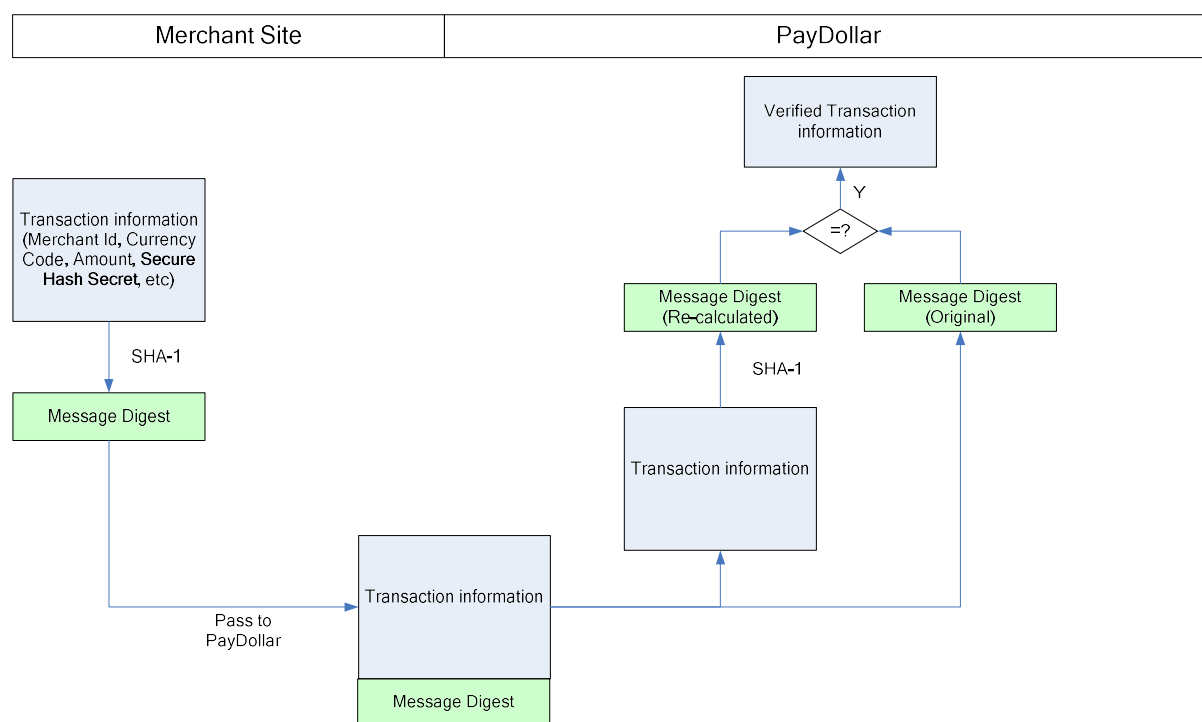 Merchant Site
PayDollar
Verified Transaction
information
Y
=?
Transaction information
(Merchant Id, Currency
Code, Amount, Secure
Hash Secret, etc)
Message Digest
(Re-calculated)
Message Digest
(Original)
SHA-1
SHA-1
Message Digest
Transaction information
Transaction information
Pass to
PayDollar
Message Digest